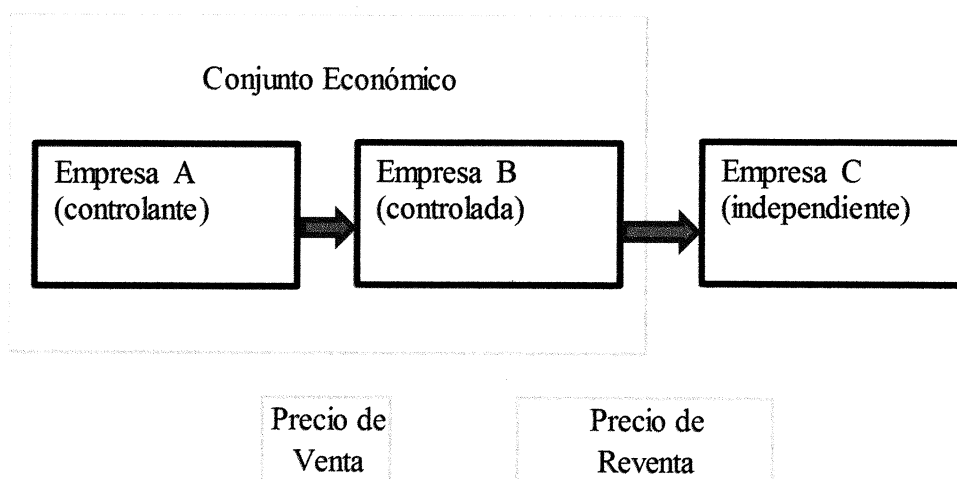 Conjunto Económico
Empresa A
(controlante)
Empresa B
(controlada)
Empresa C
(independiente)
Precio de
Venta
Precio de
Reventa